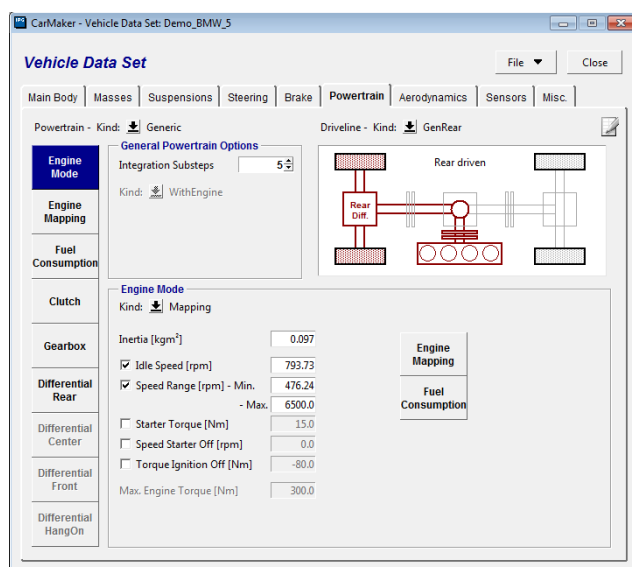 IPG CarMaker - Vehicle Data Set: Demo_BMW_5
Vehicle Data Set
File
Close
Main Body Masses Suspensions Steering Brake Powertrain Aerodynamics Sensors Misc.
Powertrain - Kind: Generic
Driveline - Kind: GenRear
Engine
Mode
Engine
Mapping
Fuel
Consumption
Clutch
Gearbox
Differential
Rear
Differential
Center
Differential
Front
Differential
HangOn
General Powertrain Options
Integration Substeps 5
Kind: WithEngine
Rear driven
Rear
Diff.
Engine Mode
Kind: Mapping
Inertia [kgm²] 0.097
Idle Speed [rpm] 793.73
Speed Range [rpm] - Min. 476.24
- Max. 6500.0
Starter Torque [Nm] 15.0
Speed Starter Off [rpm] 0.0
Torque Ignition Off [Nm] -80.0
Max. Engine Torque [Nm] 300.0
Engine
Mapping
Fuel
Consumption